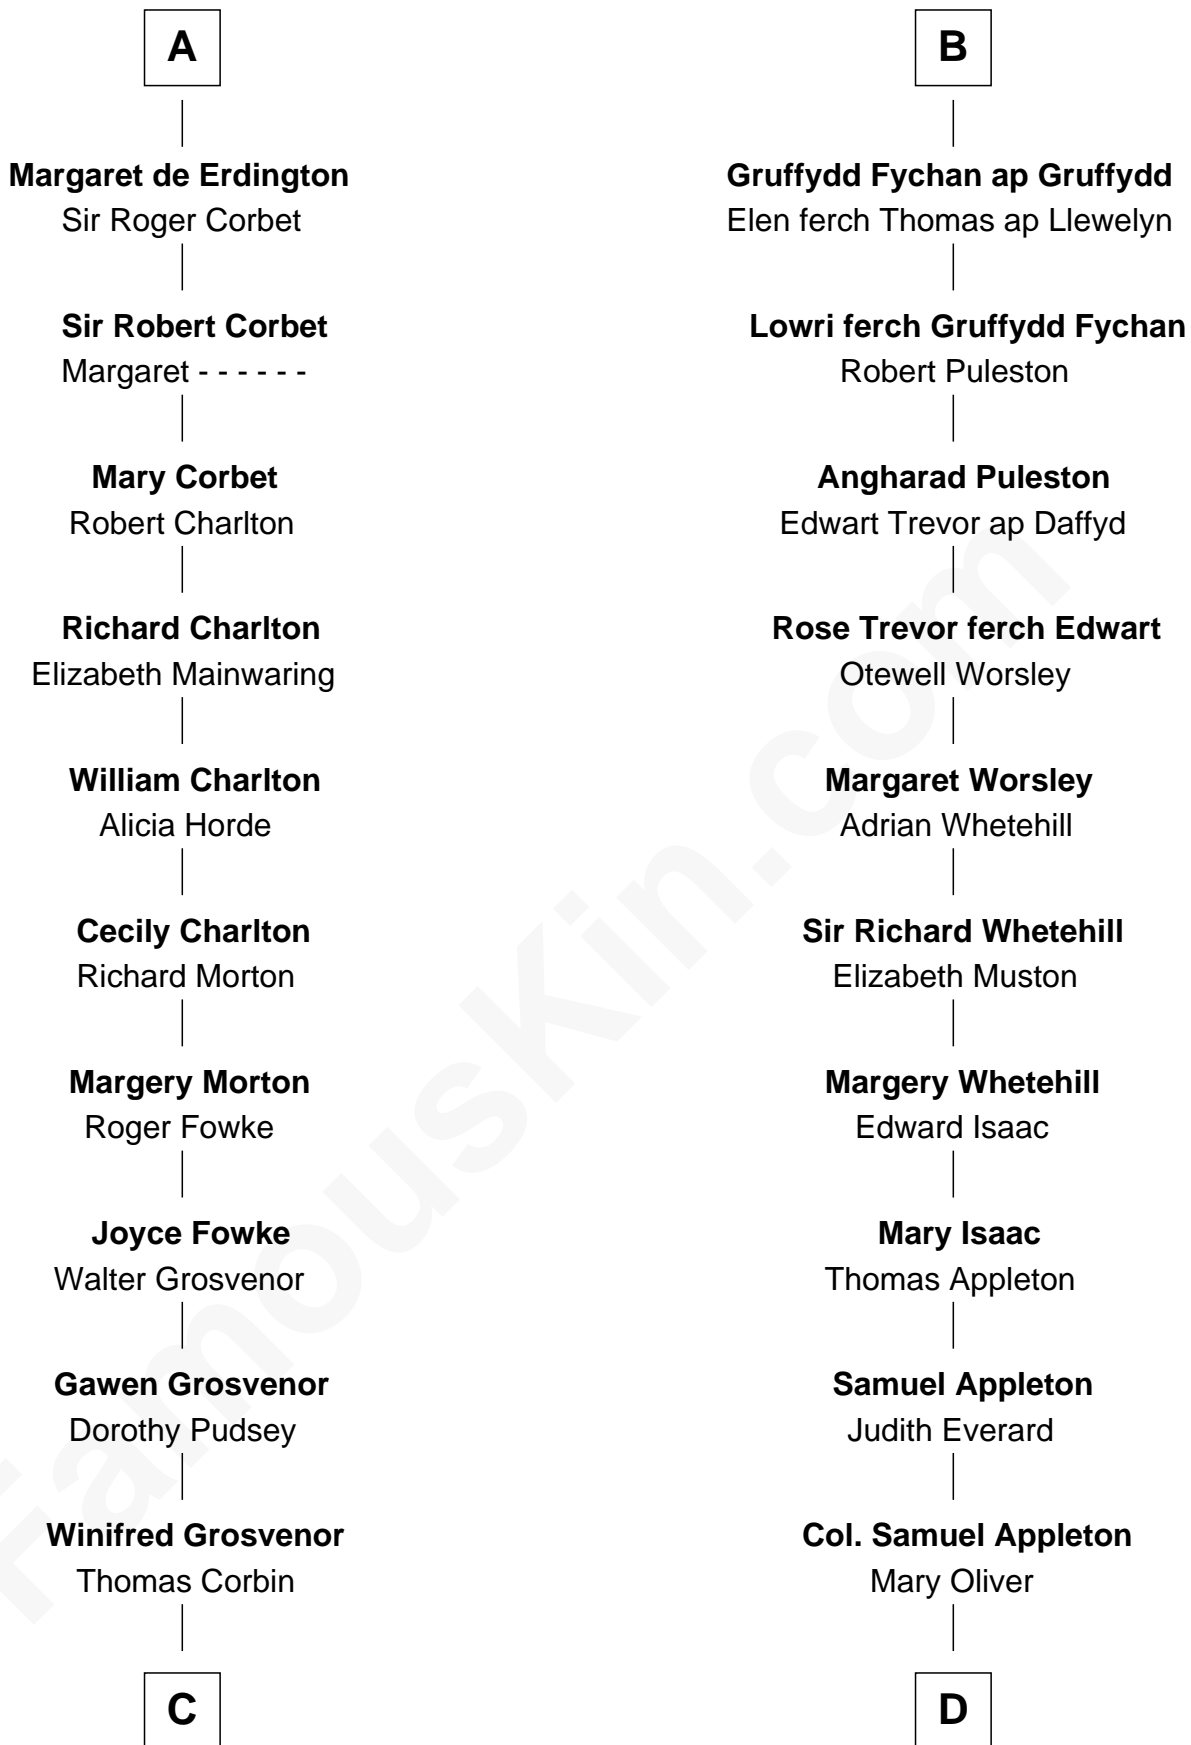 A
Margaret de Erdington
Sir Roger Corbet
Sir Robert Corbet
Margaret - - - - - -
Mary Corbet
Robert Charlton
Richard Charlton
Elizabeth Mainwaring
William Charlton
Alicia Horde
Cecily Charlton
Richard Morton
Margery Morton
Roger Fowke
Joyce Fowke
Walter Grosvenor
Gawen Grosvenor
Dorothy Pudsey
Winifred Grosvenor
Thomas Corbin
C
B
Gruffydd Fychan ap Gruffydd
Elen ferch Thomas ap Llewelyn
Lowri ferch Gruffydd Fychan
Robert Puleston
Angharad Puleston
Edwart Trevor ap Daffyd
Rose Trevor ferch Edwart
Otewell Worsley
Margaret Worsley
Adrian Whetehill
Sir Richard Whetehill
Elizabeth Muston
Margery Whetehill
Edward Isaac
Mary Isaac
Thomas Appleton
Samuel Appleton
Judith Everard
Col. Samuel Appleton
Mary Oliver
D
FamousKin.com